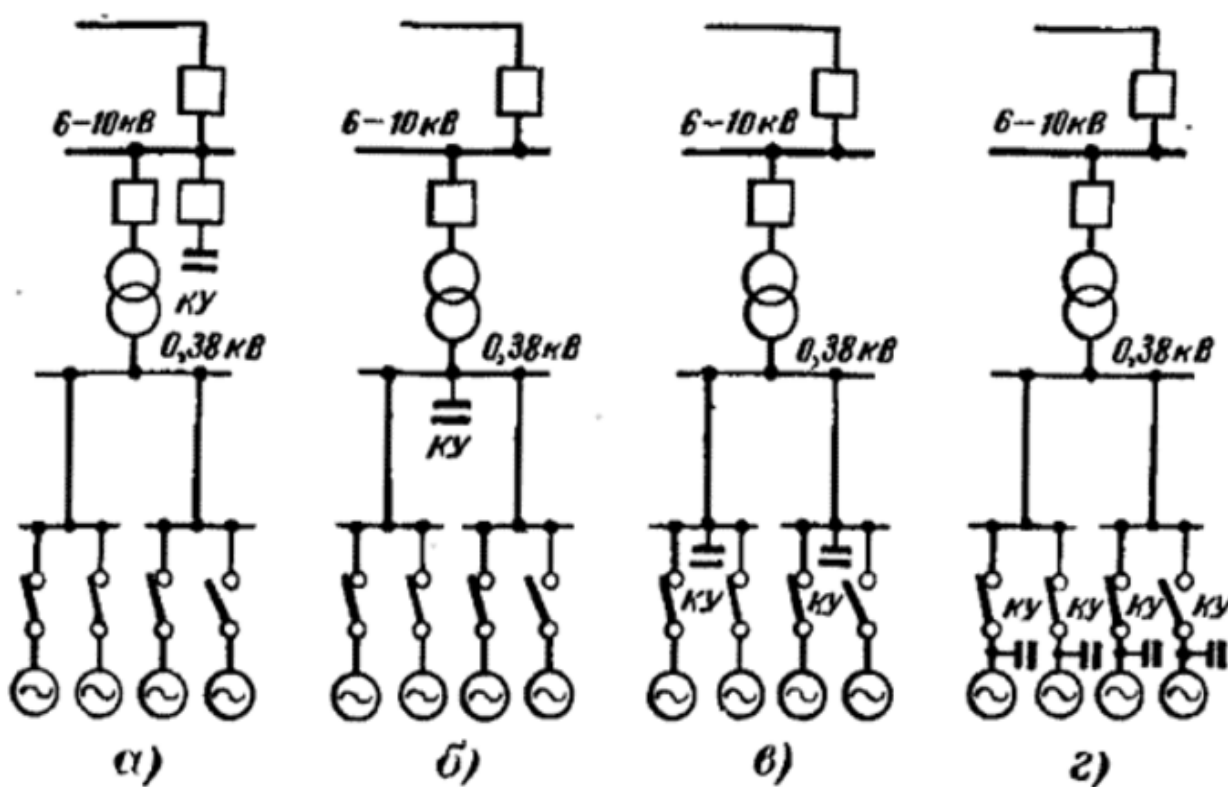 6–10кВ 6–10кВ 6–10кВ 6–10кВ
КУ
0,38кВ 0,38кВ 0,38кВ 0,38кВ
КУ
КУ КУ КУ КУ КУ КУ
а) б) в) г)